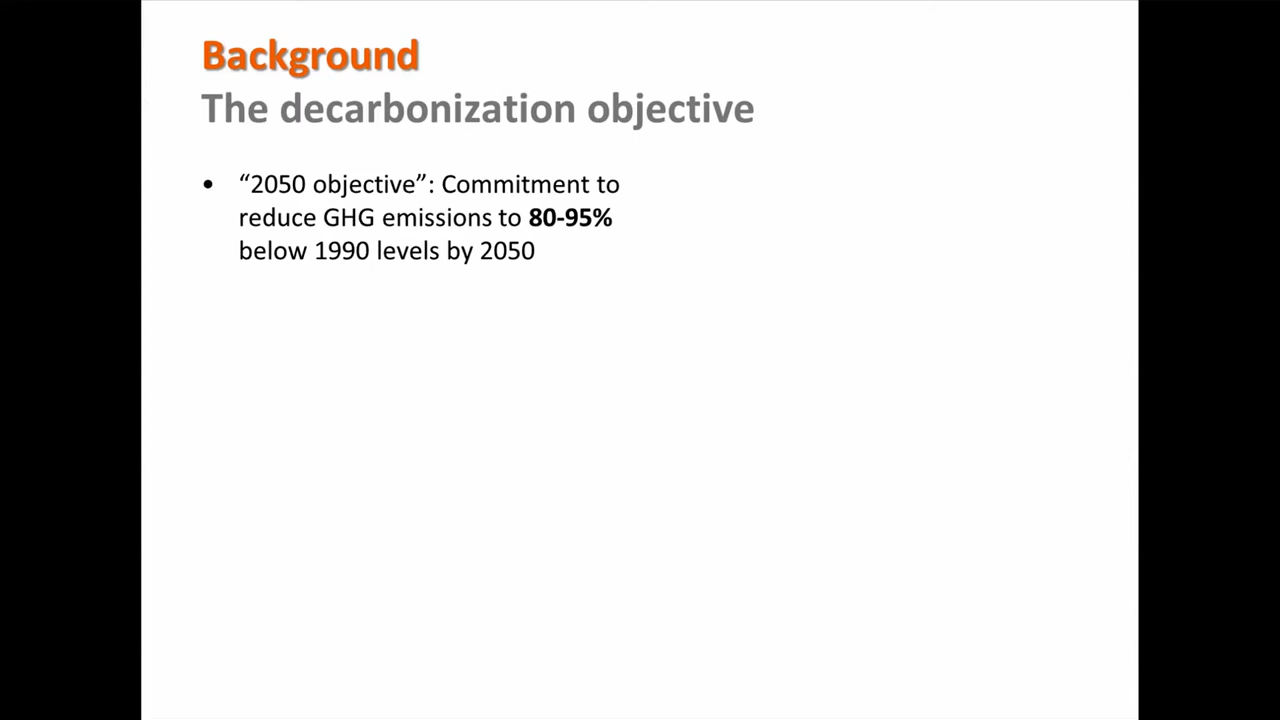 Background
The decarbonization objective
• “2050 objective”: Commitment to
reduce GHG emissions to 80-95%
below 1990 levels by 2050